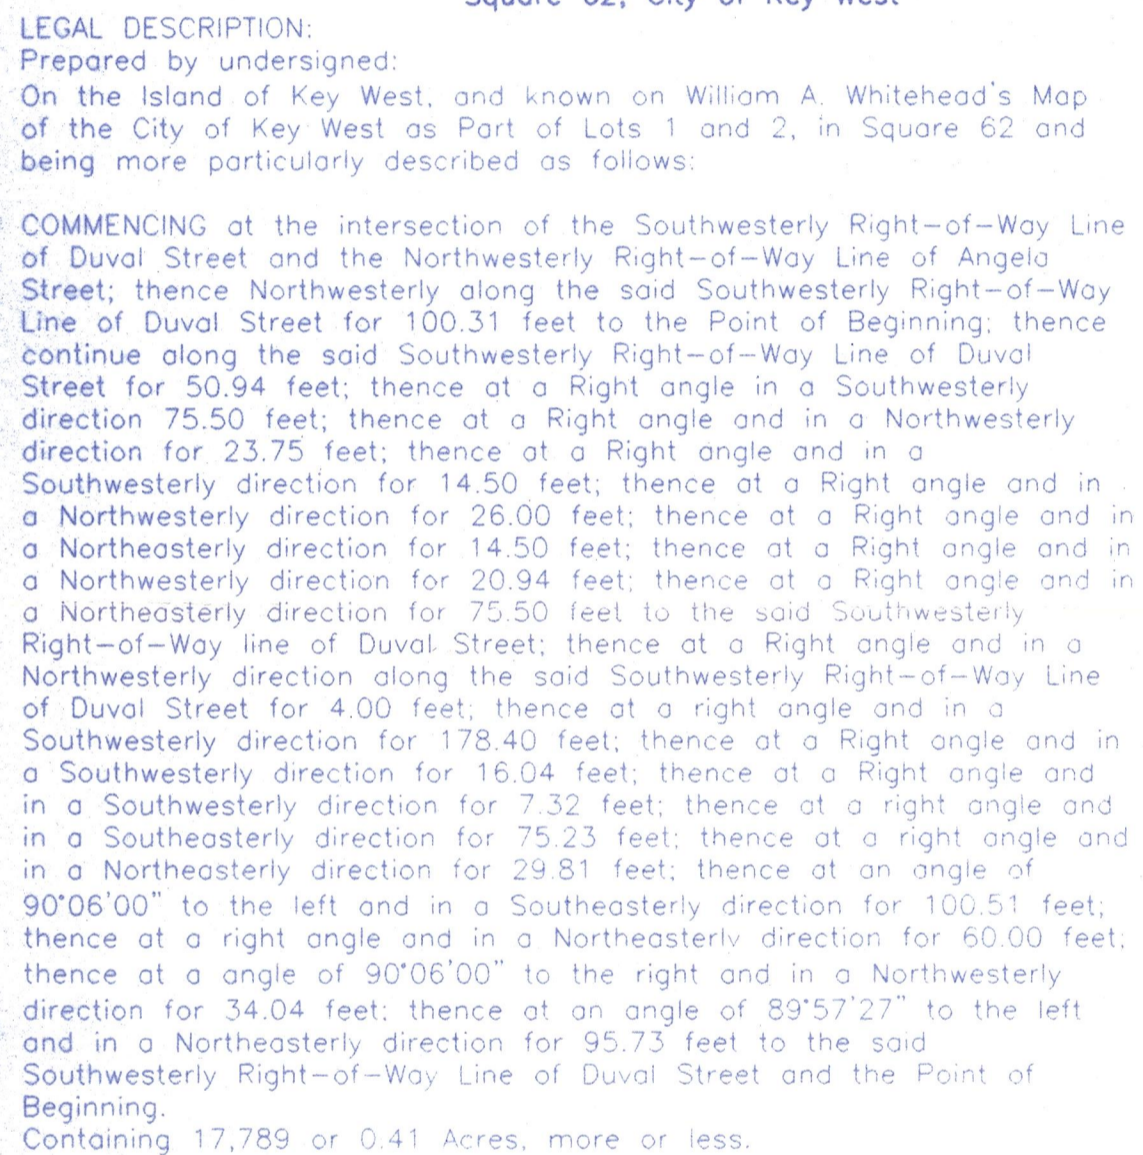 Square 62, City of Key West
LEGAL DESCRIPTION:
Prepared by undersigned:
On the Island of Key West, and known on William A. Whitehead's Map
of the City of Key West as Part of Lots 1 and 2, in Square 62 and
being more particularly described as follows:
COMMENCING at the intersection of the Southwesterly Right-of-Way Line
of Duval Street and the Northwesterly Right-of-Way Line of Angela
Street; thence Northwesterly along the said Southwesterly Right-of-Way
Line of Duval Street for 100.31 feet to the Point of Beginning; thence
continue along the said Southwesterly Right-of-Way Line of Duval
Street for 50.94 feet; thence at a Right angle in a Southwesterly
direction 75.50 feet; thence at a Right angle and in a Northwesterly
direction for 23.75 feet; thence at a Right angle and in a
Southwesterly direction for 14.50 feet; thence at a Right angle and in
a Northwesterly direction for 26.00 feet; thence at a Right angle and in
a Northeasterly direction for 14.50 feet; thence at a Right angle and in
a Northwesterly direction for 20.94 feet; thence at a Right angle and in
a Northeasterly direction for 75.50 feet to the said Southwesterly
Right-of-Way line of Duval Street; thence at a Right angle and in a
Northwesterly direction along the said Southwesterly Right-of-Way Line
of Duval Street for 4.00 feet; thence at a right angle and in a
Southwesterly direction for 178.40 feet; thence at a Right angle and in
a Southwesterly direction for 16.04 feet; thence at a Right angle and
in a Southwesterly direction for 7.32 feet; thence at a right angle and
in a Southeasterly direction for 75.23 feet; thence at a right angle and
in a Northeasterly direction for 29.81 feet; thence at an angle of
90°06'00" to the left and in a Southeasterly direction for 100.51 feet;
thence at a right angle and in a Northeasterly direction for 60.00 feet;
thence at a angle of 90°06'00" to the right and in a Northwesterly
direction for 34.04 feet; thence at an angle of 89°57'27" to the left
and in a Northeasterly direction for 95.73 feet to the said
Southwesterly Right-of-Way Line of Duval Street and the Point of
Beginning.
Containing 17,789 or 0.41 Acres, more or less.